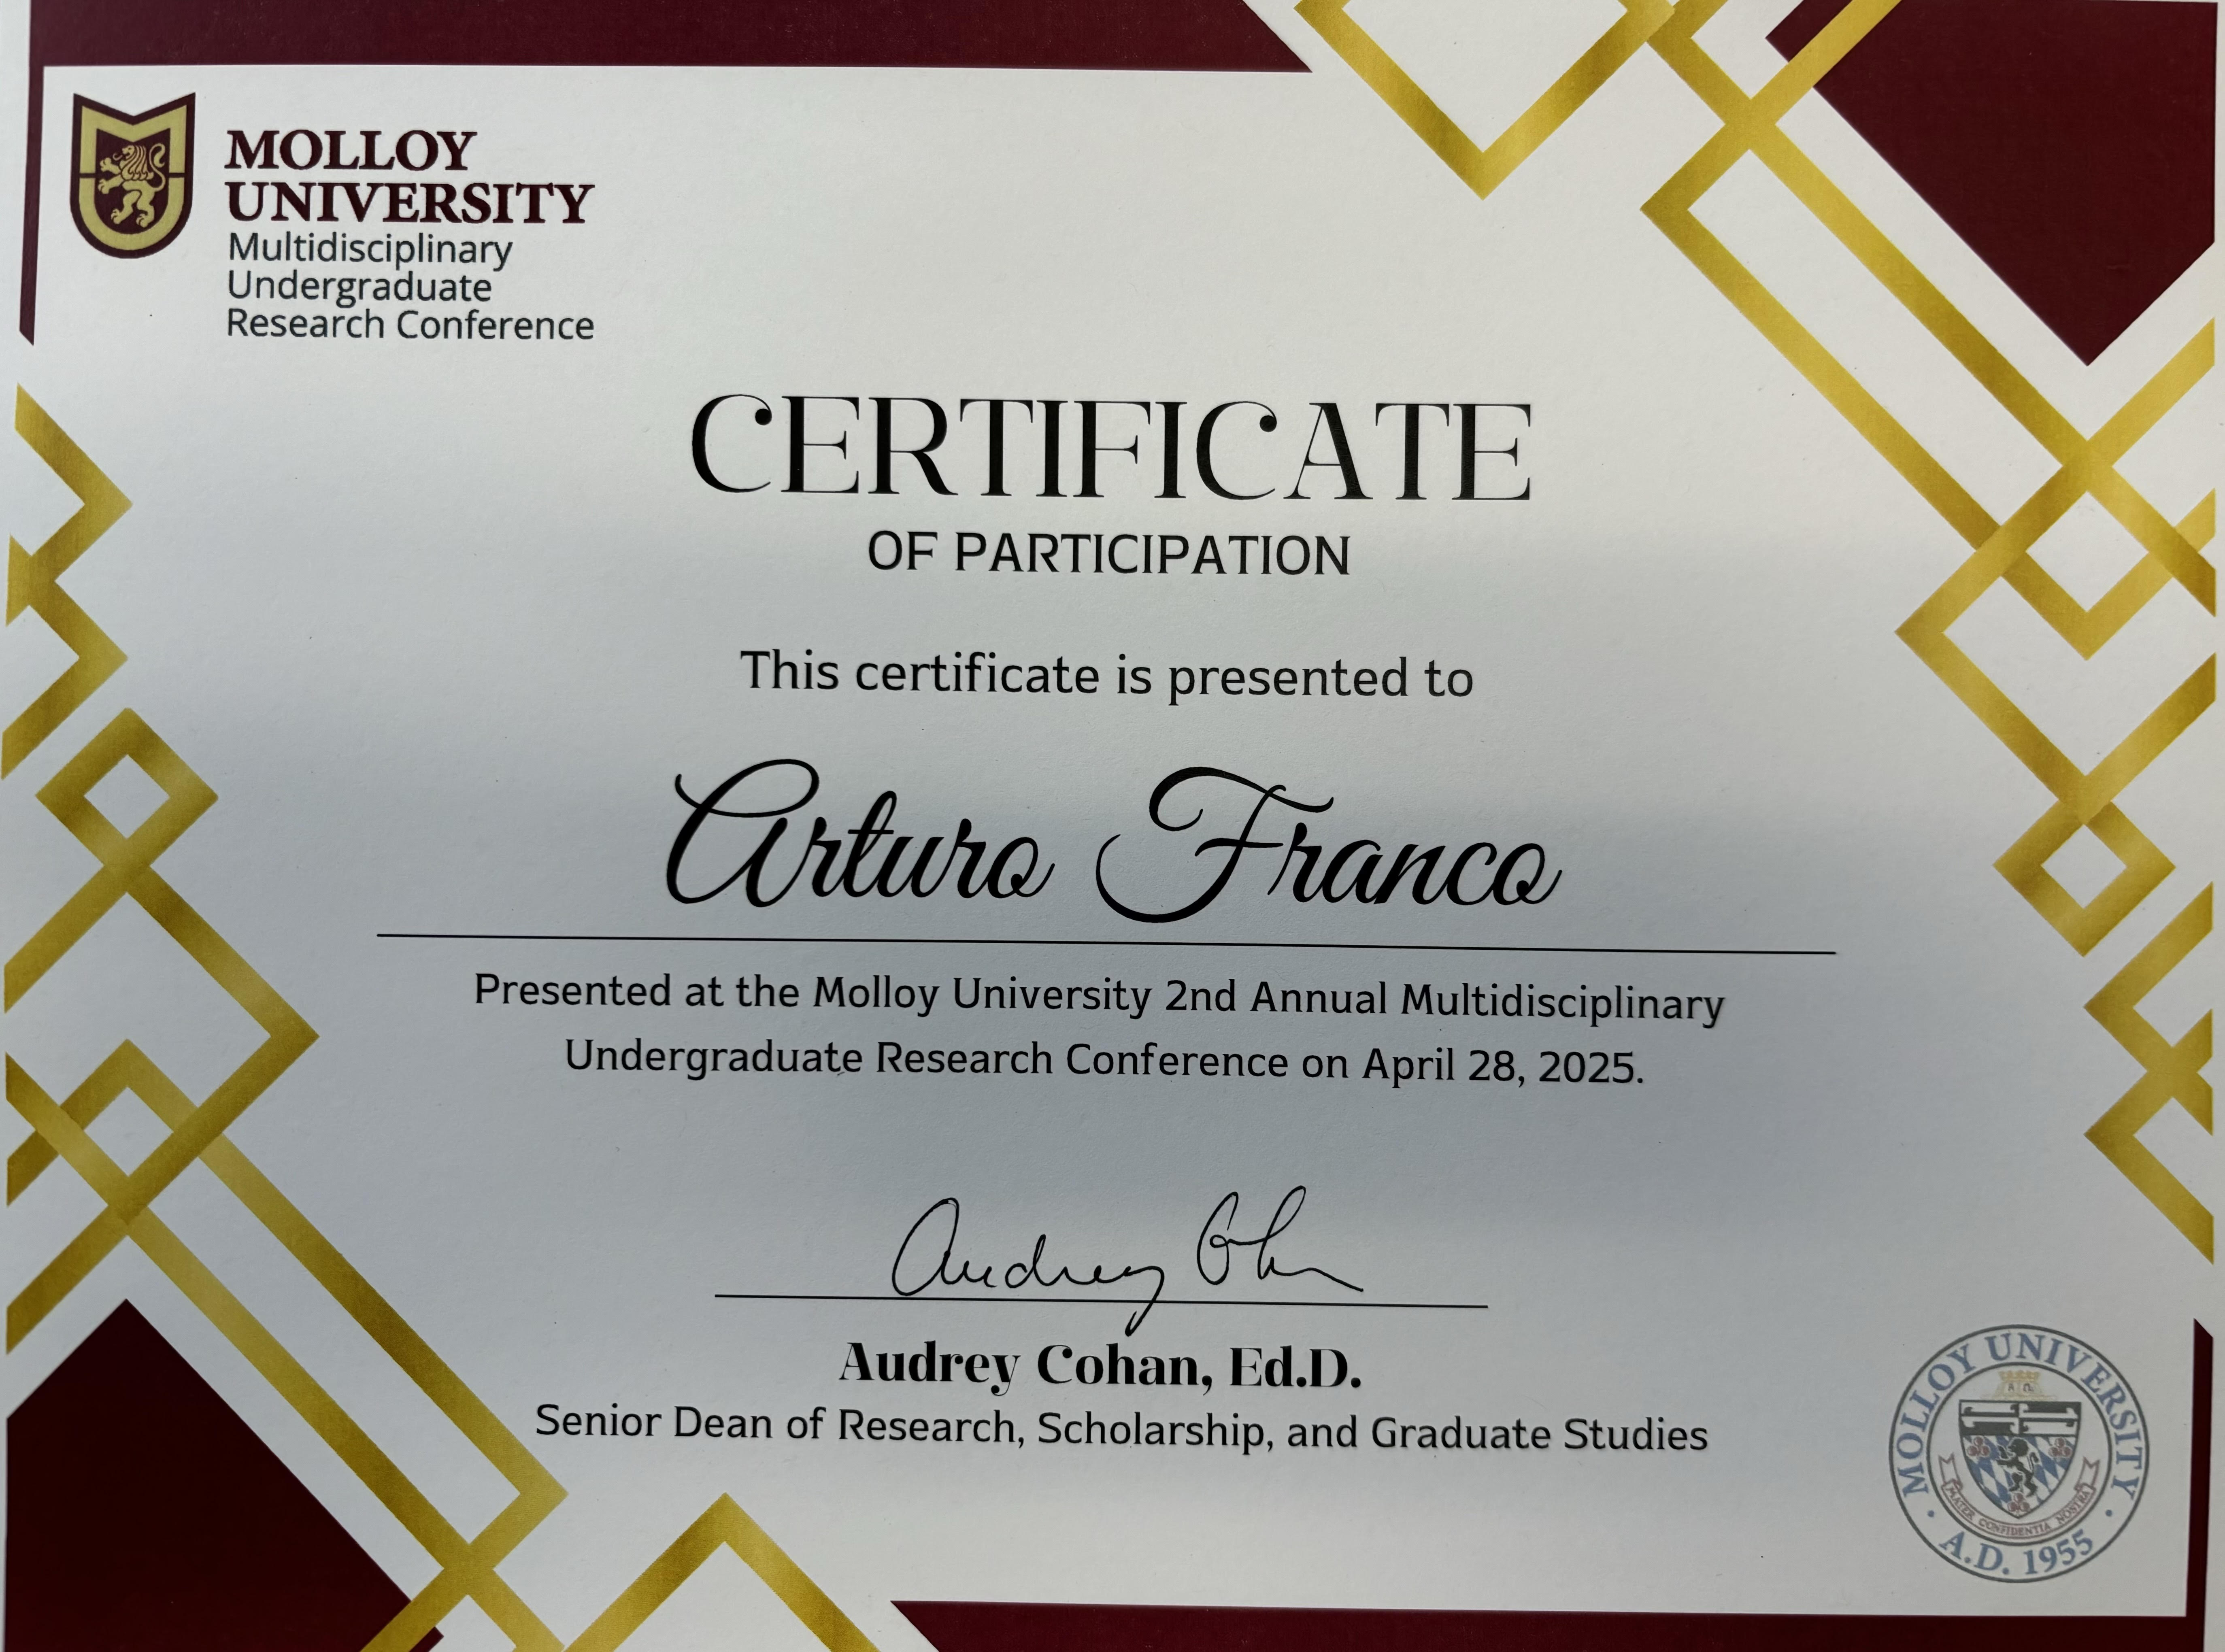 MOLLOY
UNIVERSITY
Multidisciplinary
Undergraduate
Research Conference
CERTIFICATE
OF PARTICIPATION
This certificate is presented to
Arturo Franco
Presented at the Molloy University 2nd Annual Multidisciplinary
Undergraduate Research Conference on April 28, 2025.
Audrey Cohan
Audrey Cohan, Ed.D.
Senior Dean of Research, Scholarship, and Graduate Studies
MOLLOY UNIVERSITY
MATER CONFIDENTIA NOSTRA
A.D. 1955